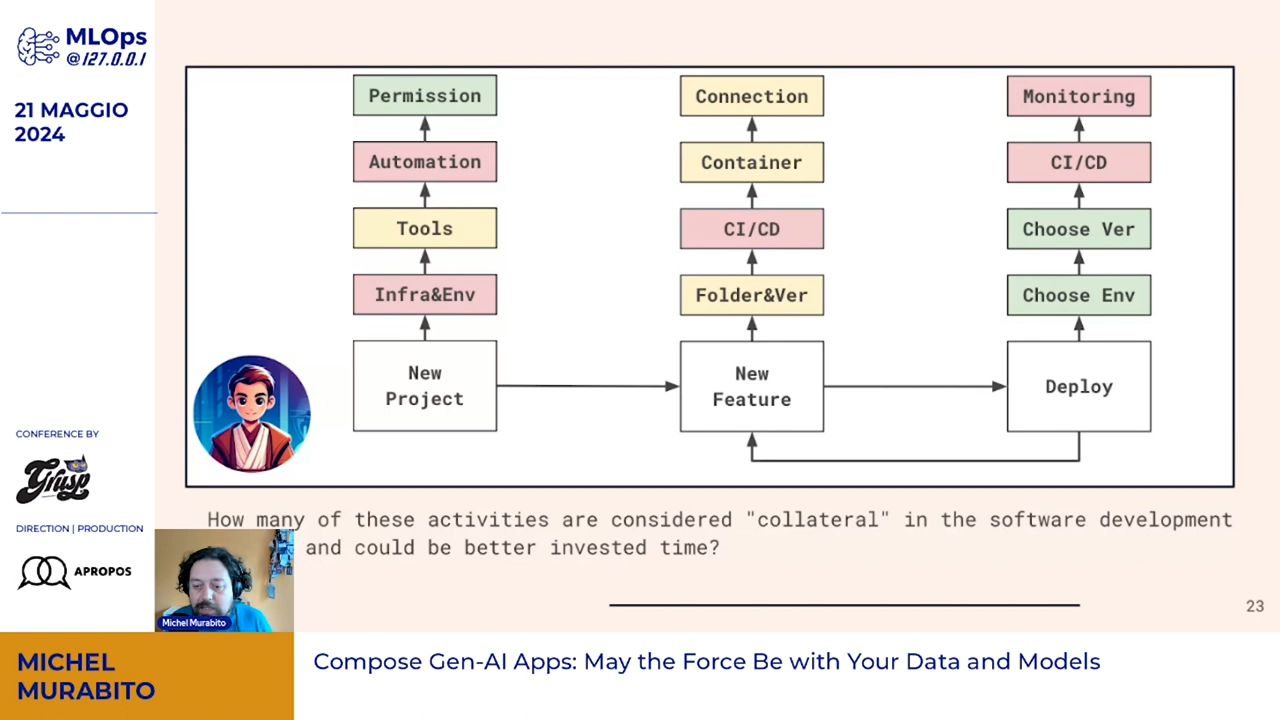 MLOps
@127.0.0.1
21 MAGGIO
2024
CONFERENCE BY
Grusp
DIRECTION | PRODUCTION
APROPOS
Permission
Automation
Tools
Infra&Env
New
Project
Connection
Container
CI/CD
Folder&Ver
New
Feature
Monitoring
CI/CD
Choose Ver
Choose Env
Deploy
How many of these activities are considered "collateral" in the software development
and could be better invested time?
23
Michel Murabito
MICHEL
MURABITO
Compose Gen-AI Apps: May the Force Be with Your Data and Models